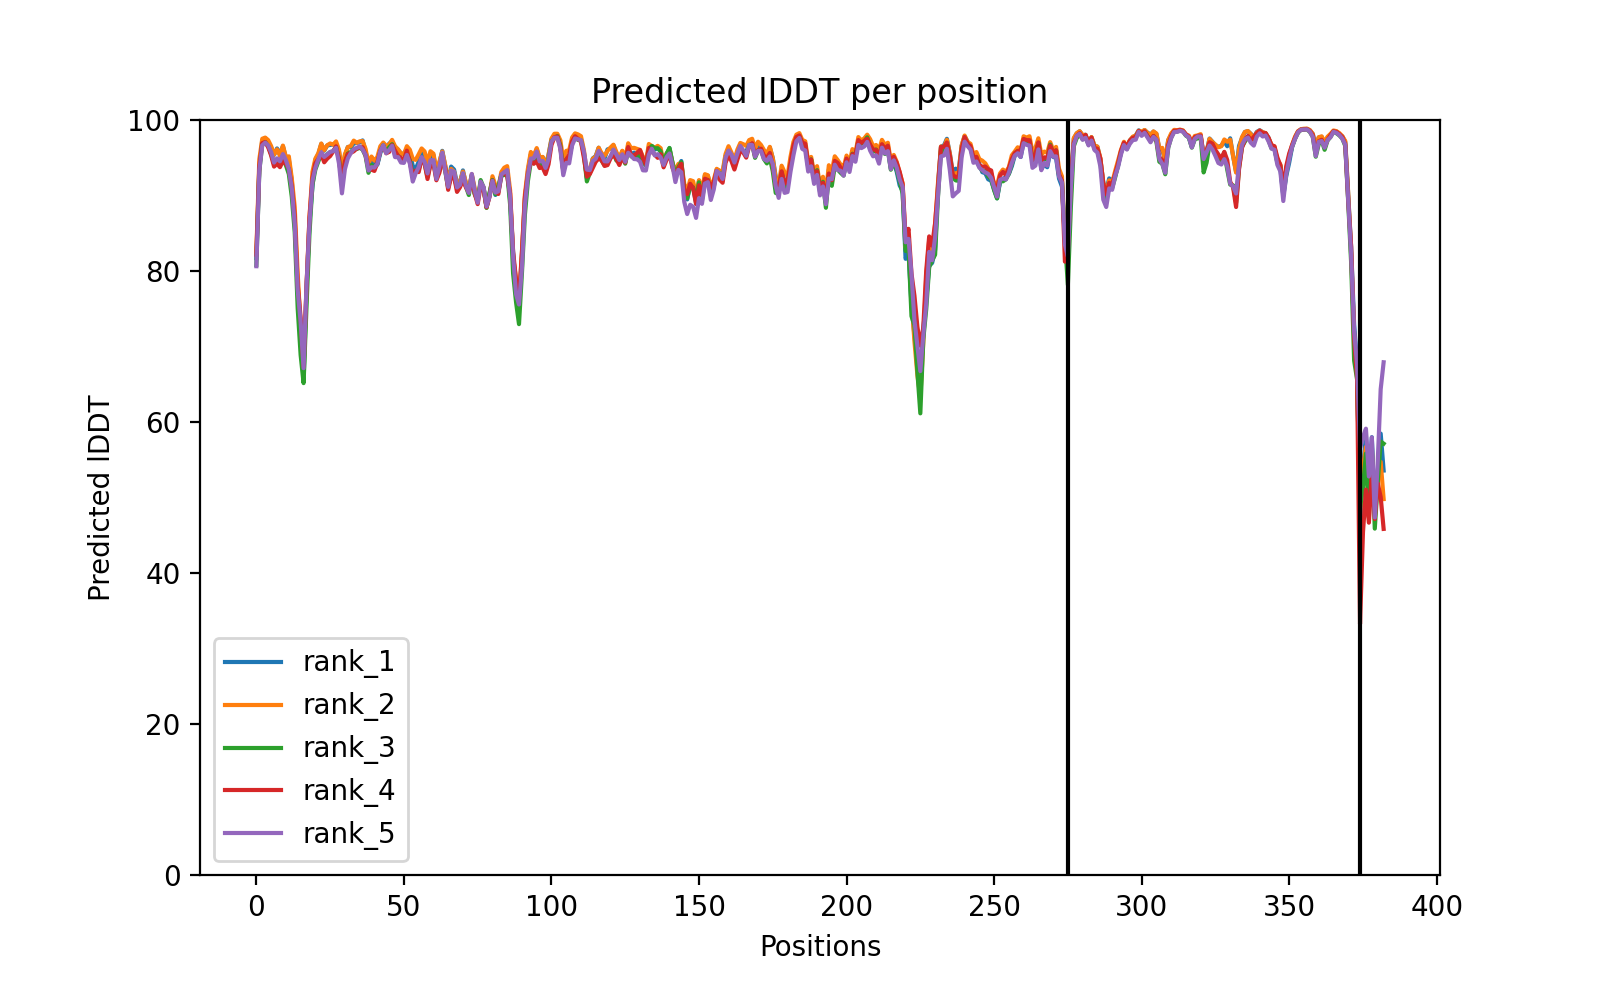 Predicted lDDT per position
100
80
60
40
20
0
Predicted lDDT
rank_1
rank_2
rank_3
rank_4
rank_5
0 50 100 150 200 250 300 350 400
Positions